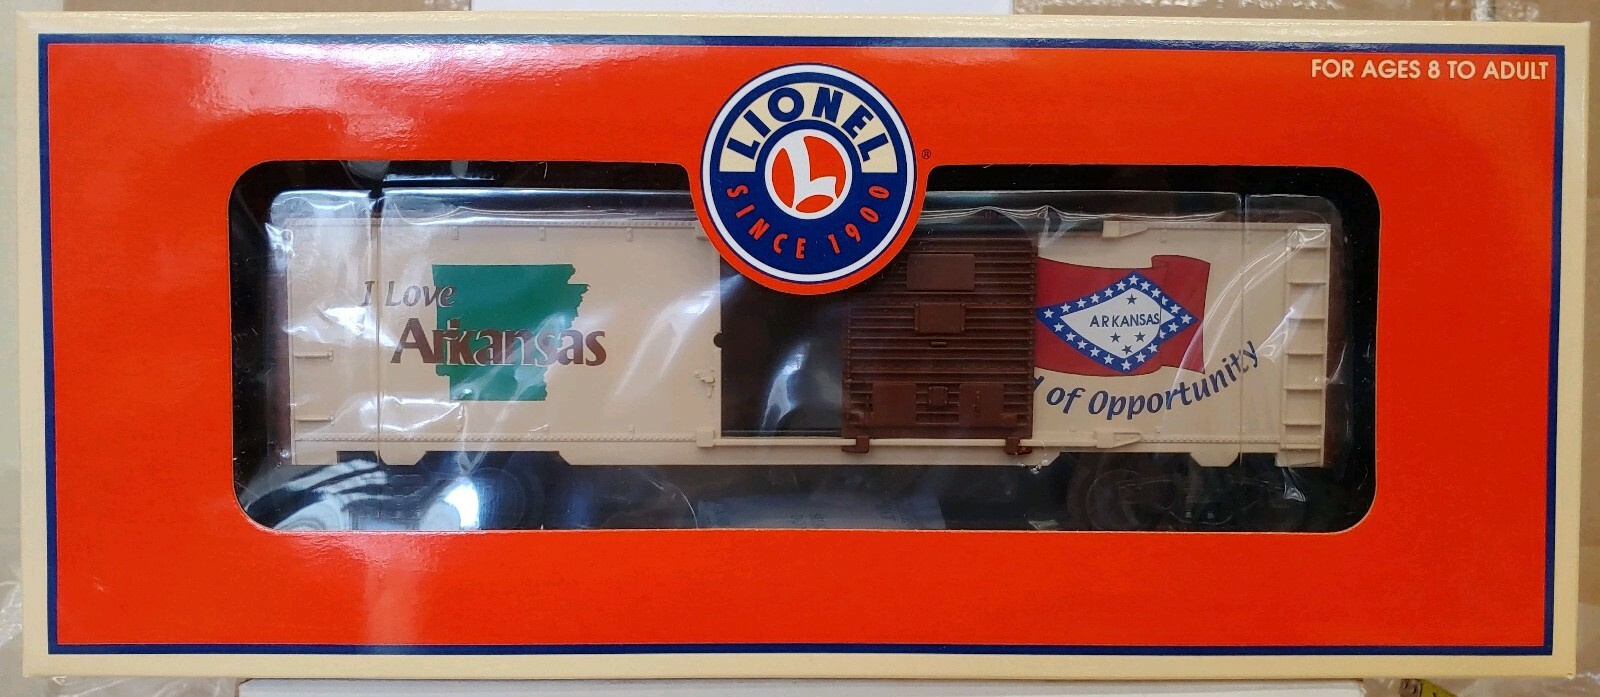 FOR AGES 8 TO ADULT
LIONEL
®
SINCE 1900
I Love
Arkansas
ARKANSAS
of Opportunity